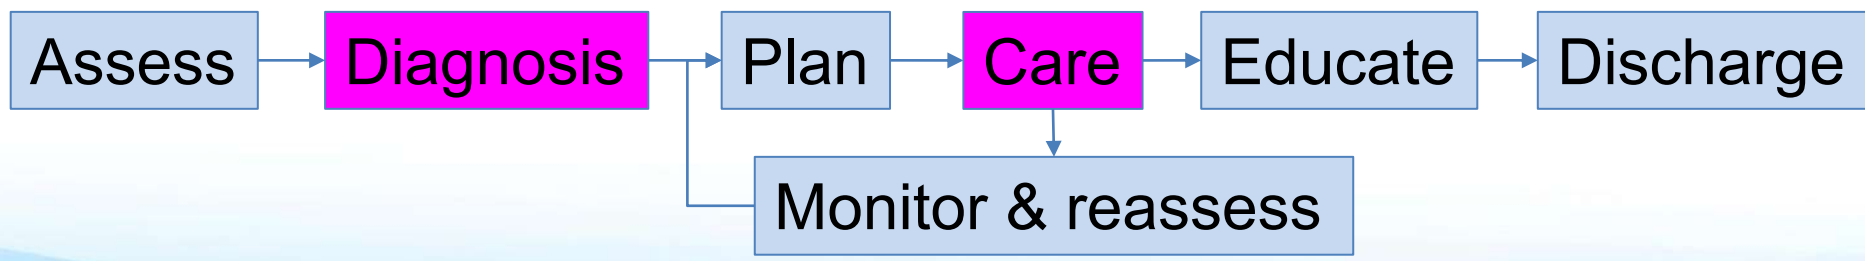 Assess
Diagnosis
Plan
Care
Educate
Discharge
Monitor & reassess